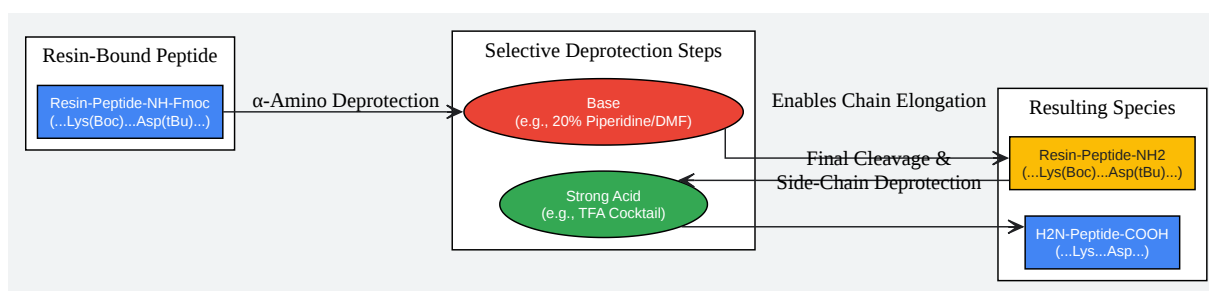 Resin-Bound Peptide
Resin-Peptide-NH-Fmoc
(...Lys(Boc)...Asp(tBu)...)
α-Amino Deprotection
Selective Deprotection Steps
Base
(e.g., 20% Piperidine/DMF)
Strong Acid
(e.g., TFA Cocktail)
Enables Chain Elongation
Final Cleavage &
Side-Chain Deprotection
Resulting Species
Resin-Peptide-NH2
(...Lys(Boc)...Asp(tBu)...)
H2N-Peptide-COOH
(...Lys...Asp...)